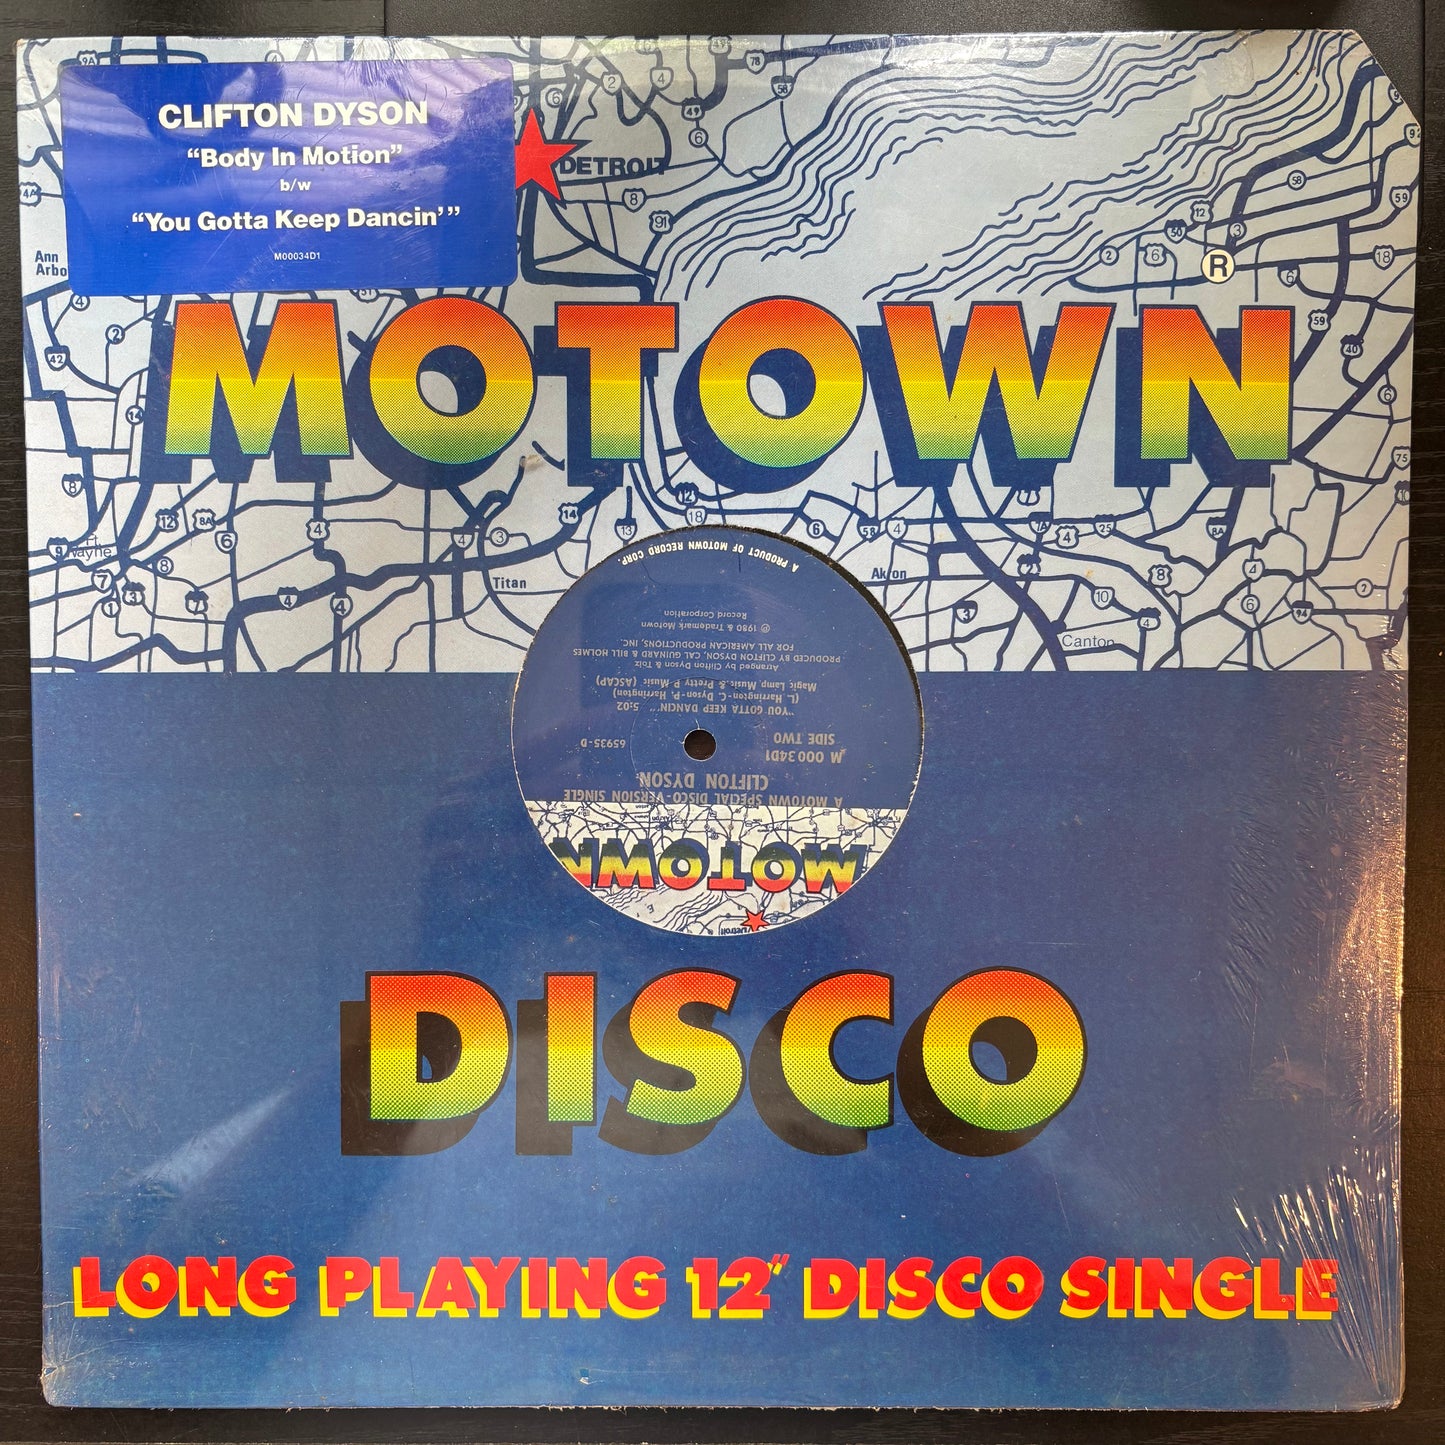 CLIFTON DYSON
“Body In Motion”
b/w
“You Gotta Keep Dancin’”
M00034D1
DETROIT
Ann
Arbo
®
MOTOWN
Ft.
Wayne
Titan
Akron
Canton
A PRODUCT OF MOTOWN RECORD CORP.
MOTOWN
Detroit
A MOTOWN SPECIAL DISCO-VERSION SINGLE
CLIFTON DYSON
M 00034D1
SIDE TWO
65935-D
"YOU GOTTA KEEP DANCIN'" 5:02
(L. Harrington-C. Dyson-P. Harrington)
Magic Lamp Music & Pretty P. Music (ASCAP)
Arranged by Clifton Dyson & Tolz
PRODUCED BY CLIFTON DYSON, CAL GUINARD & BILL HOLMES
FOR ALL AMERICAN PRODUCTIONS, INC.
℗ 1980 & Trademark Motown
Record Corporation
DISCO
LONG PLAYING 12" DISCO SINGLE